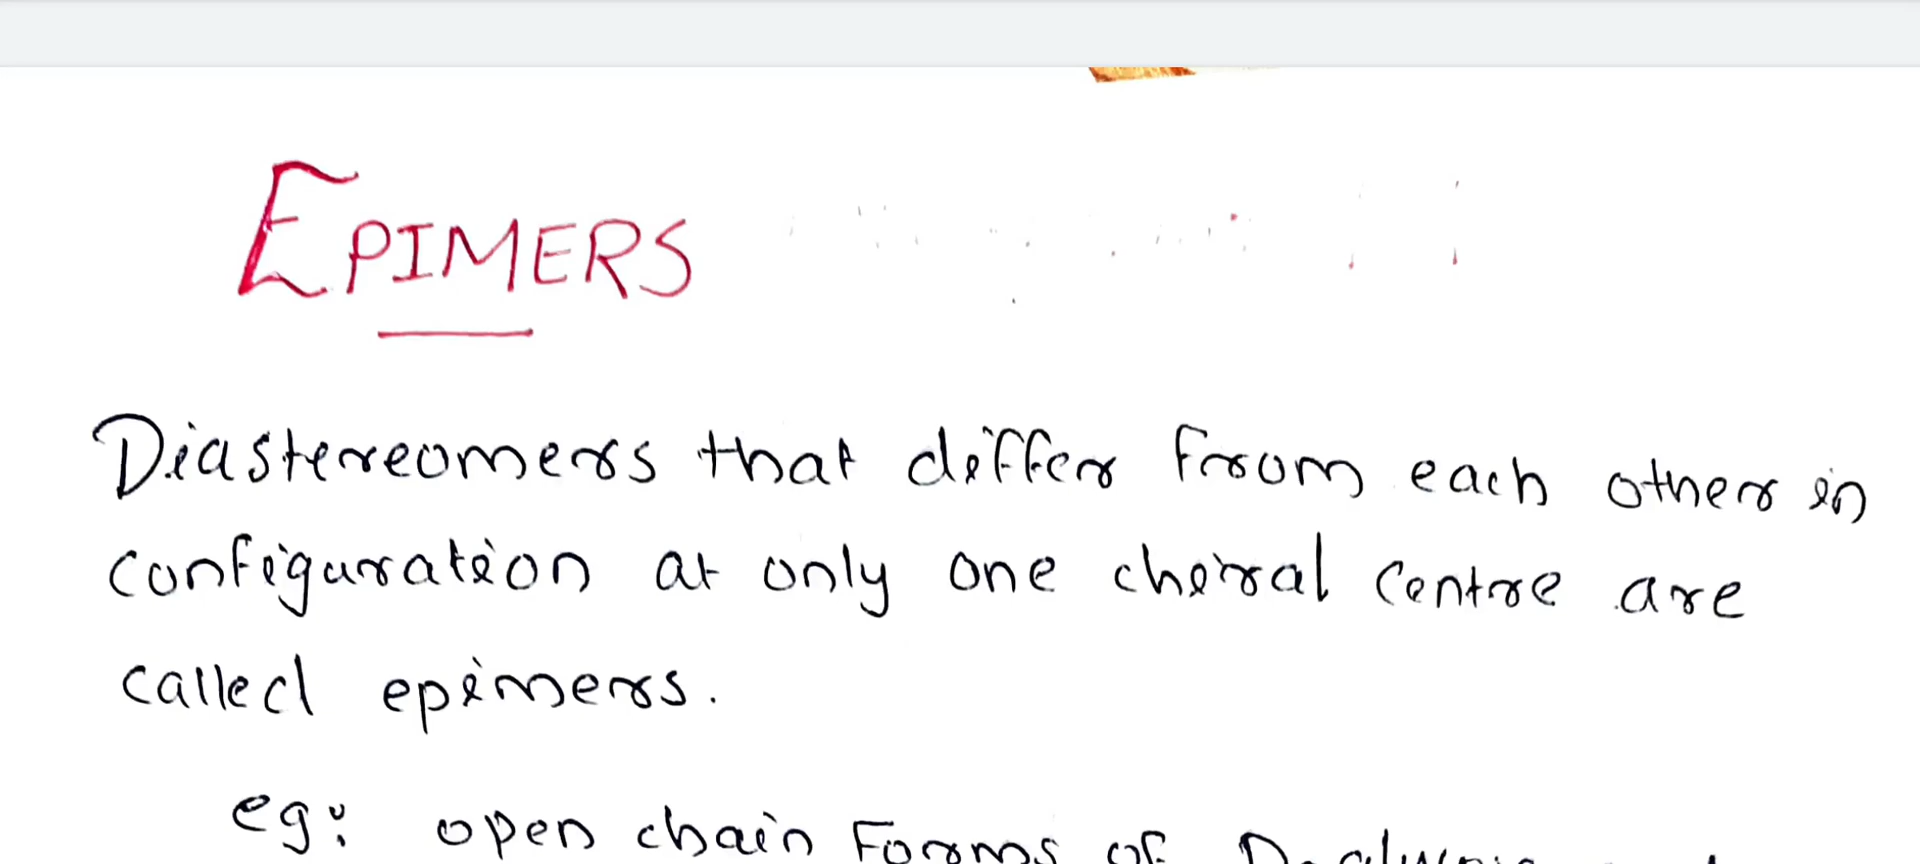 EPIMERS
Diastereomers that differ from each other in
configuration at only one chiral centre are
called epimers.
eg: open chain Forms of